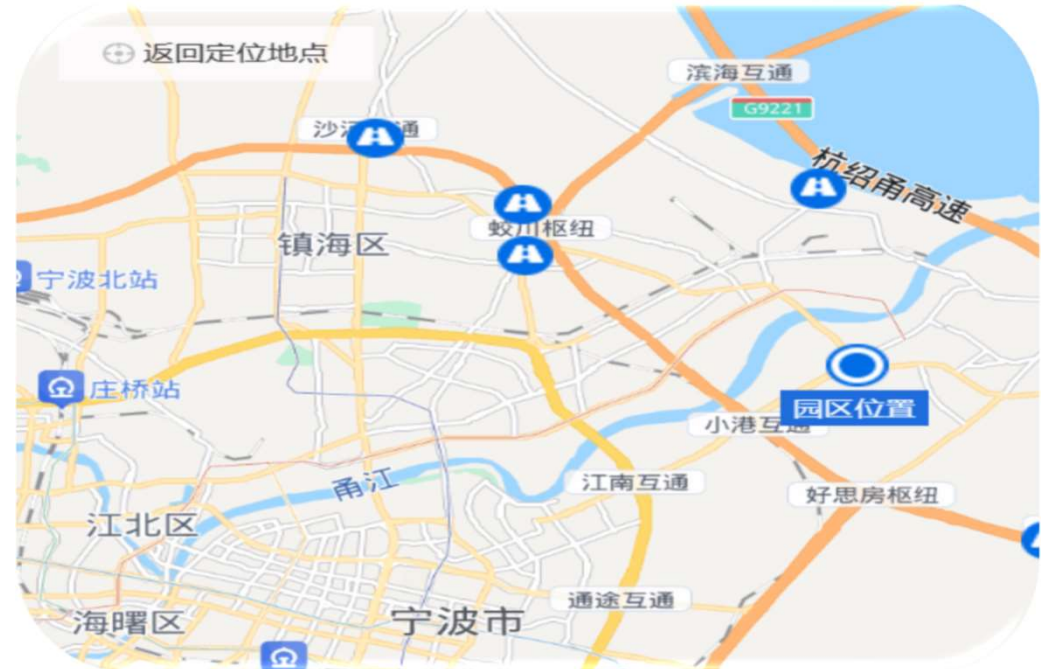 返回定位地点
滨海互通
G9221
沙 通
杭绍甬高速
蛟川枢纽
镇海区
宁波北站
庄桥站
园区位置
小港互通
甬江
江南互通
好思房枢纽
江北区
通途互通
海曙区
宁波市